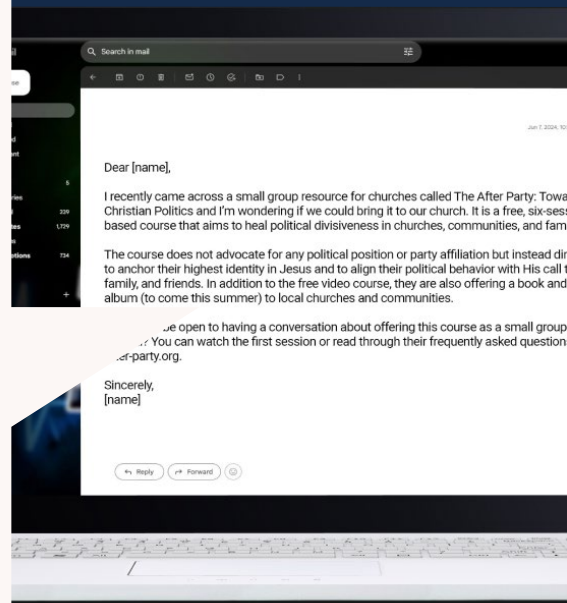 Search in mail
Jun 7, 2024, 10
5
339
1,729
734
Dear [name],
I recently came across a small group resource for churches called The After Party: Towa
Christian Politics and I'm wondering if we could bring it to our church. It is a free, six-sess
based course that aims to heal political divisiveness in churches, communities, and fam
The course does not advocate for any political position or party affiliation but instead dir
to anchor their highest identity in Jesus and to align their political behavior with His call t
family, and friends. In addition to the free video course, they are also offering a book and
album (to come this summer) to local churches and communities.
be open to having a conversation about offering this course as a small group
? You can watch the first session or read through their frequently asked questions
er-party.org.
Sincerely,
[name]
Reply
Forward